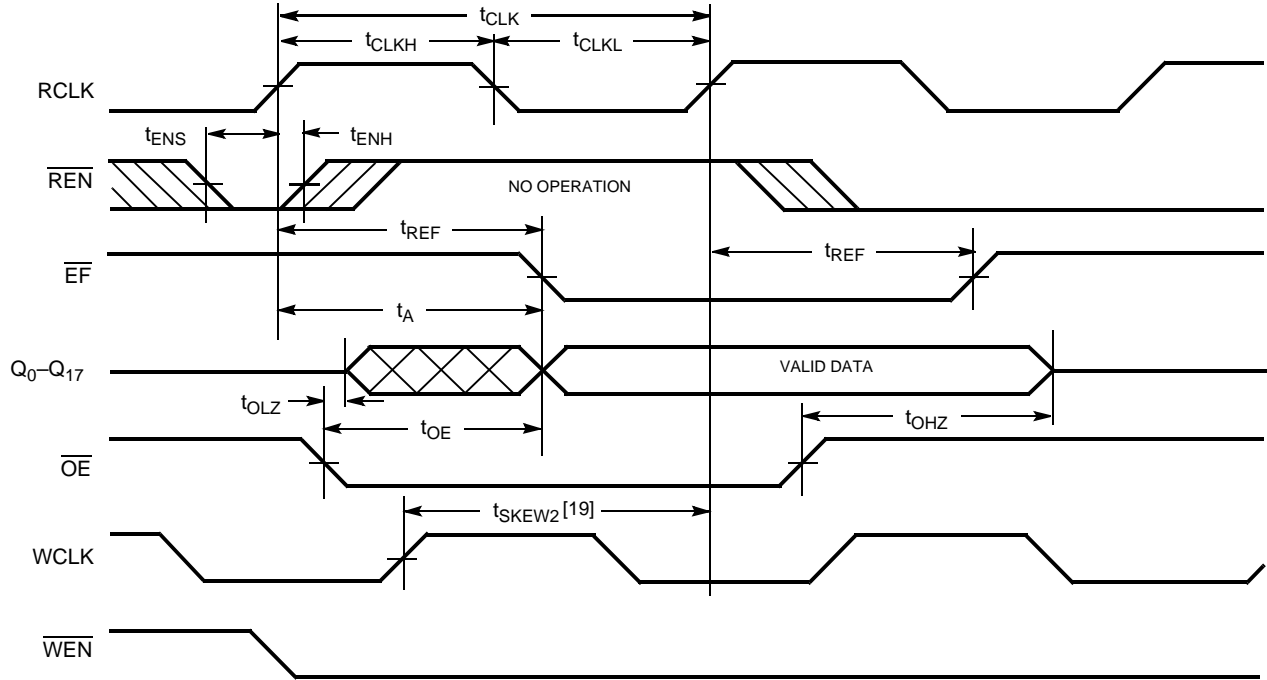 tCLK
tCLKH
tCLKL
RCLK
tENS
tENH
REN
NO OPERATION
tREF
tREF
EF
tA
Q0–Q17
VALID DATA
tOLZ
tOE
tOHZ
OE
tSKEW2 [19]
WCLK
WEN